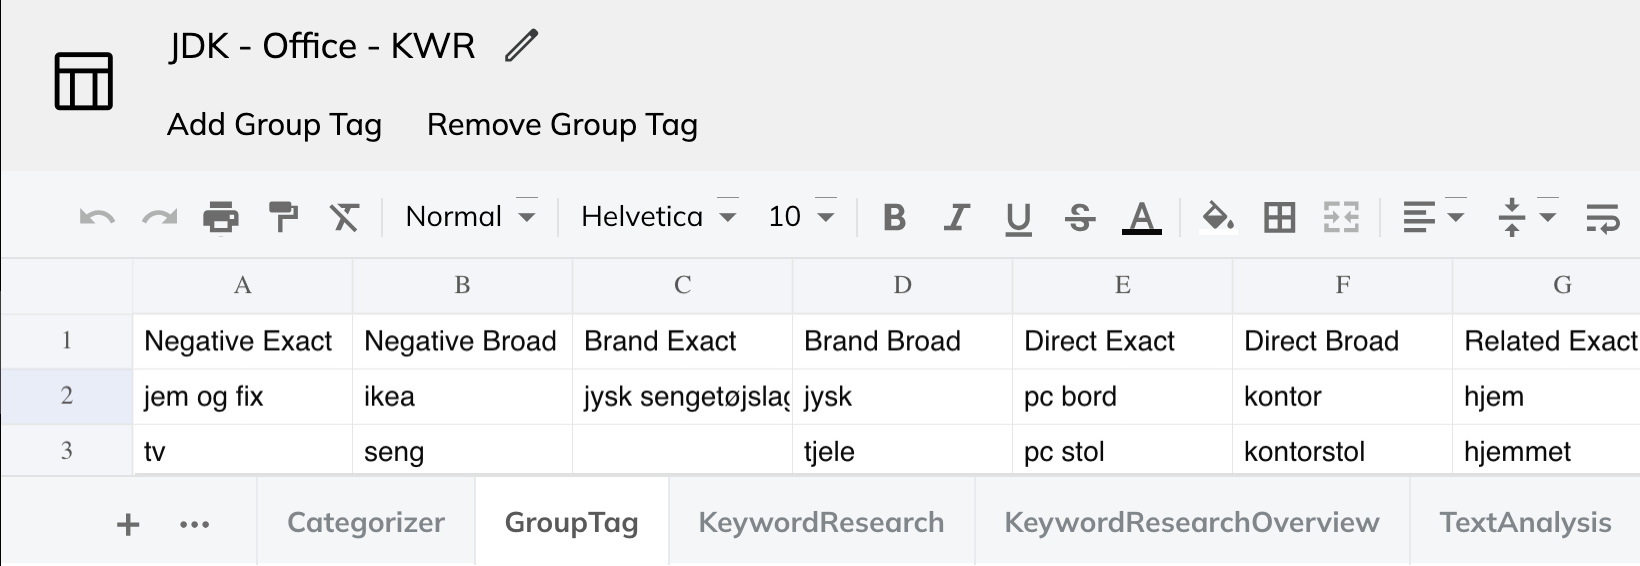 JDK - Office - KWR
Add Group Tag Remove Group Tag
Normal Helvetica 10 B I U S A
A B C D E F G
1 Negative Exact Negative Broad Brand Exact Brand Broad Direct Exact Direct Broad Related Exact
2 jem og fix ikea jysk sengetøjslag jysk pc bord kontor hjem
3 tv seng tjele pc stol kontorstol hjemmet
+ ... Categorizer GroupTag KeywordResearch KeywordResearchOverview TextAnalysis